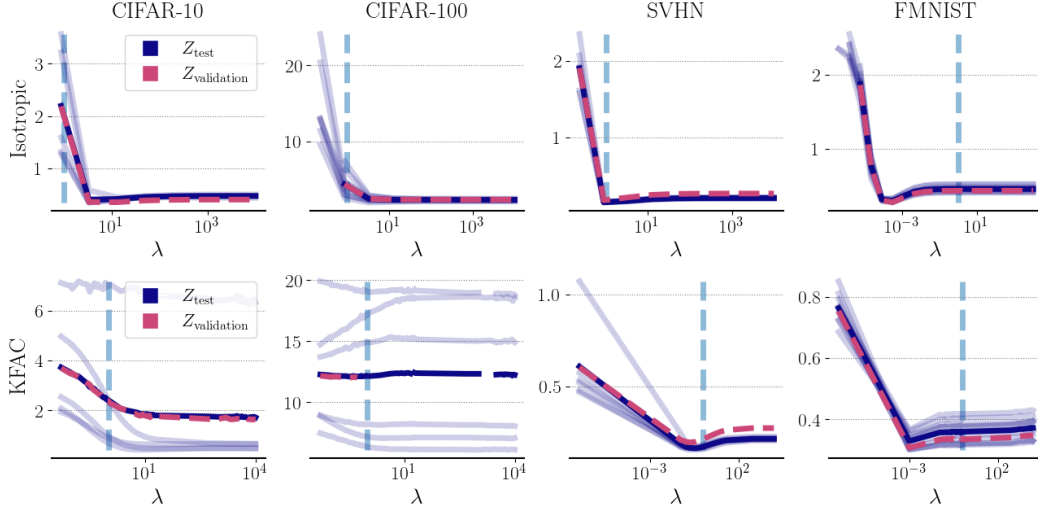 CIFAR-10
CIFAR-100
SVHN
FMNIST
Isotropic
3
2
1
Z_test
Z_validation
10^1
10^3
λ
20
10
10^1
10^3
λ
2
1
10^1
10^3
λ
2
1
10^-3
10^1
λ
KFAC
6
4
2
Z_test
Z_validation
10^1
10^4
λ
20
18
15
12
10
10^1
10^4
λ
1.0
0.5
10^-3
10^2
λ
0.8
0.6
0.4
10^-3
10^2
λ